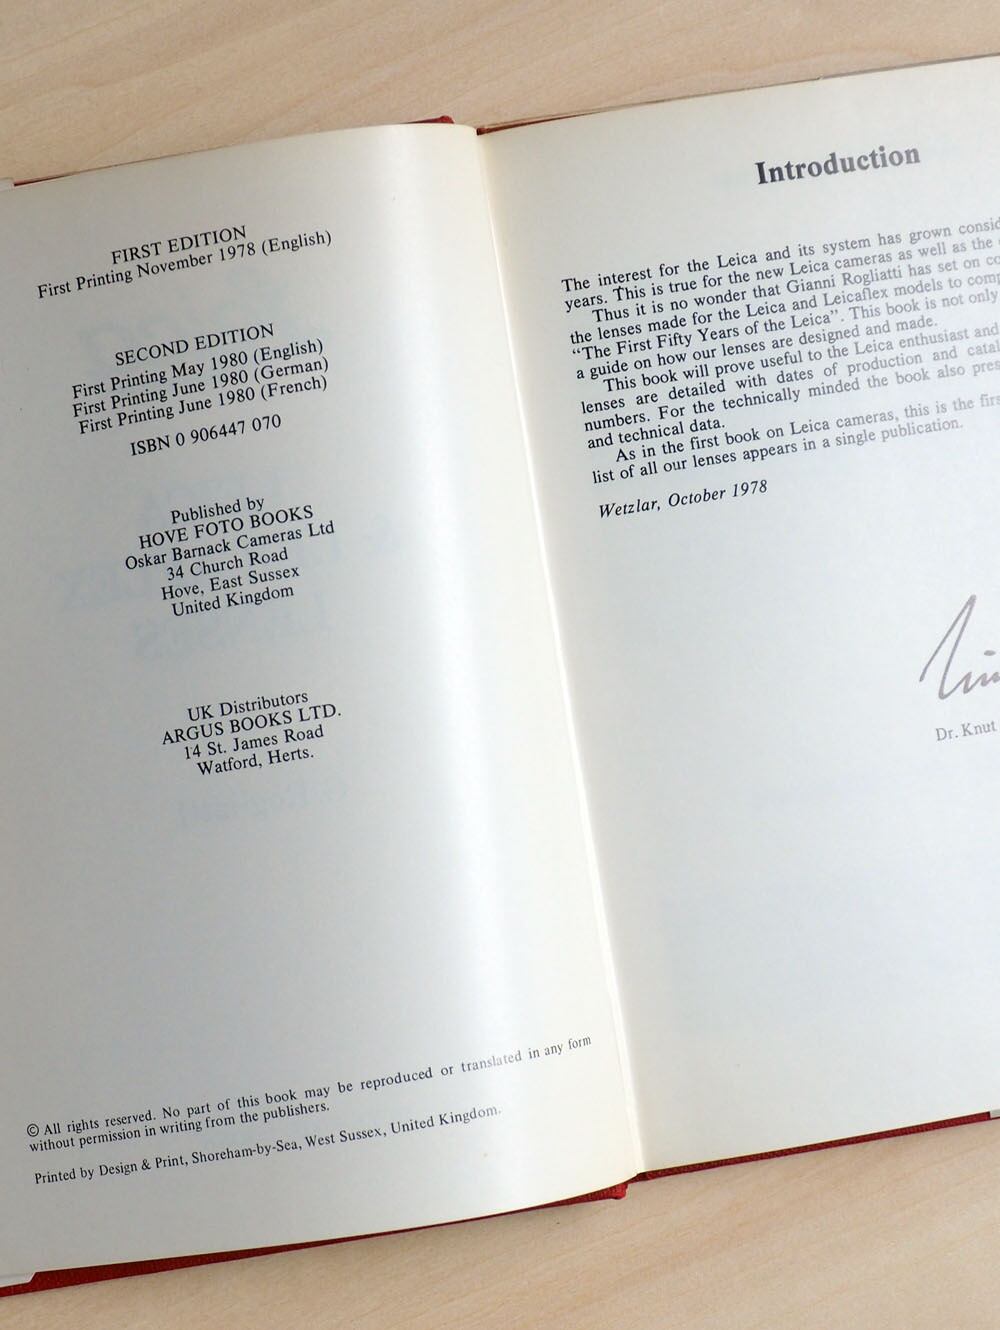 FIRST EDITION
First Printing November 1978 (English)
SECOND EDITION
First Printing May 1980 (English)
First Printing June 1980 (German)
First Printing June 1980 (French)
ISBN 0 906447 070
Published by
HOVE FOTO BOOKS
Oskar Barnack Cameras Ltd
34 Church Road
Hove, East Sussex
United Kingdom
UK Distributors
ARGUS BOOKS LTD.
14 St. James Road
Watford, Herts.
© All rights reserved. No part of this book may be reproduced or translated in any form
without permission in writing from the publishers.
Printed by Design & Print, Shoreham-by-Sea, West Sussex, United Kingdom.
Introduction
The interest for the Leica and its system has grown
years. This is true for the new Leica cameras as well as the
Thus it is no wonder that Gianni Rogliatti has set on
the lenses made for the Leica and Leicaflex models to
“The First Fifty Years of the Leica”. This book is not only
a guide on how our lenses are designed and made.
This book will prove useful to the Leica enthusiast and
lenses are detailed with dates of production and
numbers. For the technically minded the book also
and technical data.
As in the first book on Leica cameras, this is the
list of all our lenses appears in a single publication.
Wetzlar, October 1978
Dr. Knut